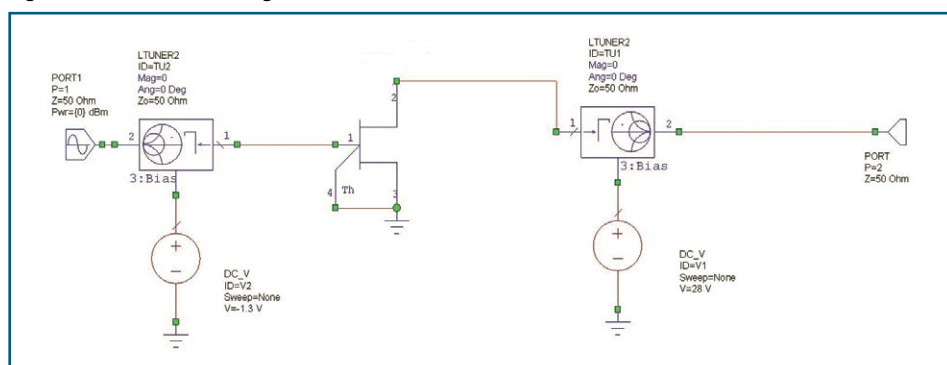 PORT1
P=1
Z=50 Ohm
Pwr={0} dBm
LTUNER2
ID=TU2
Mag=0
Ang=0 Deg
Zo=50 Ohm
2
1
3:Bias
DC_V
ID=V2
Sweep=None
V=-1.3 V
2
1
4
Th
3
LTUNER2
ID=TU1
Mag=0
Ang=0 Deg
Zo=50 Ohm
1
2
3:Bias
DC_V
ID=V1
Sweep=None
V=28 V
PORT
P=2
Z=50 Ohm